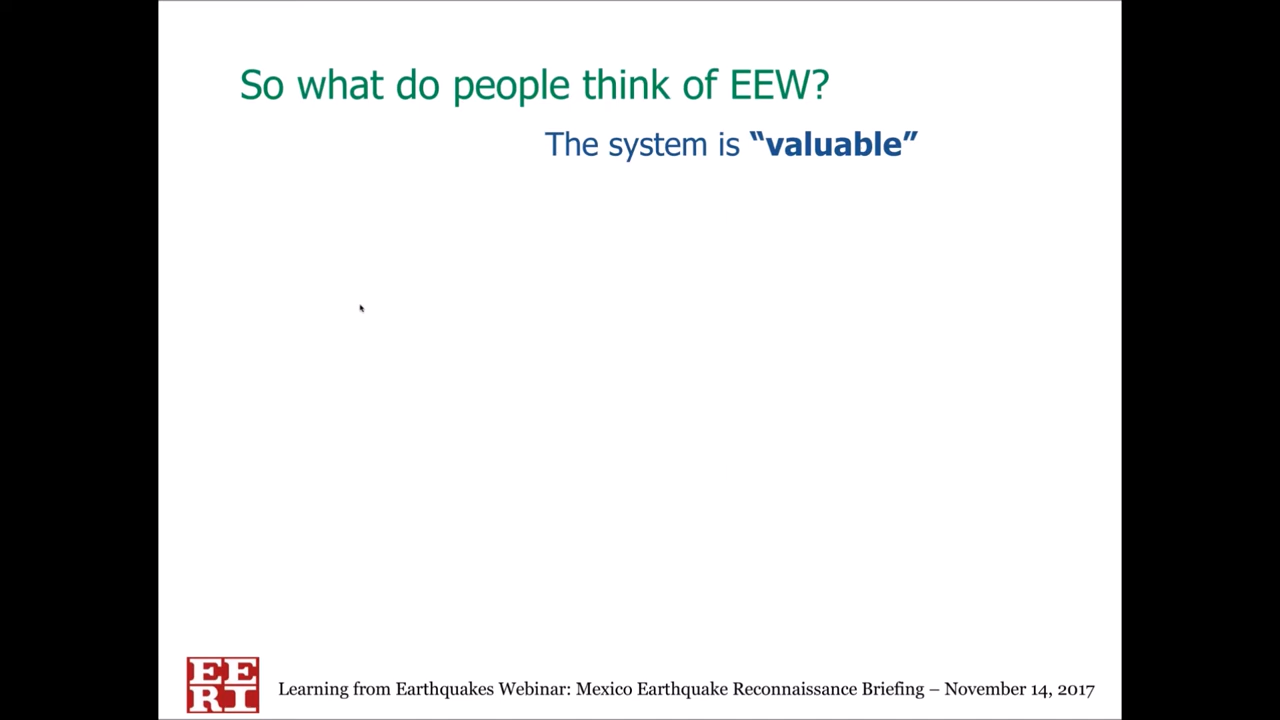 So what do people think of EEW?
The system is “valuable”
EE
RI
Learning from Earthquakes Webinar: Mexico Earthquake Reconnaissance Briefing – November 14, 2017